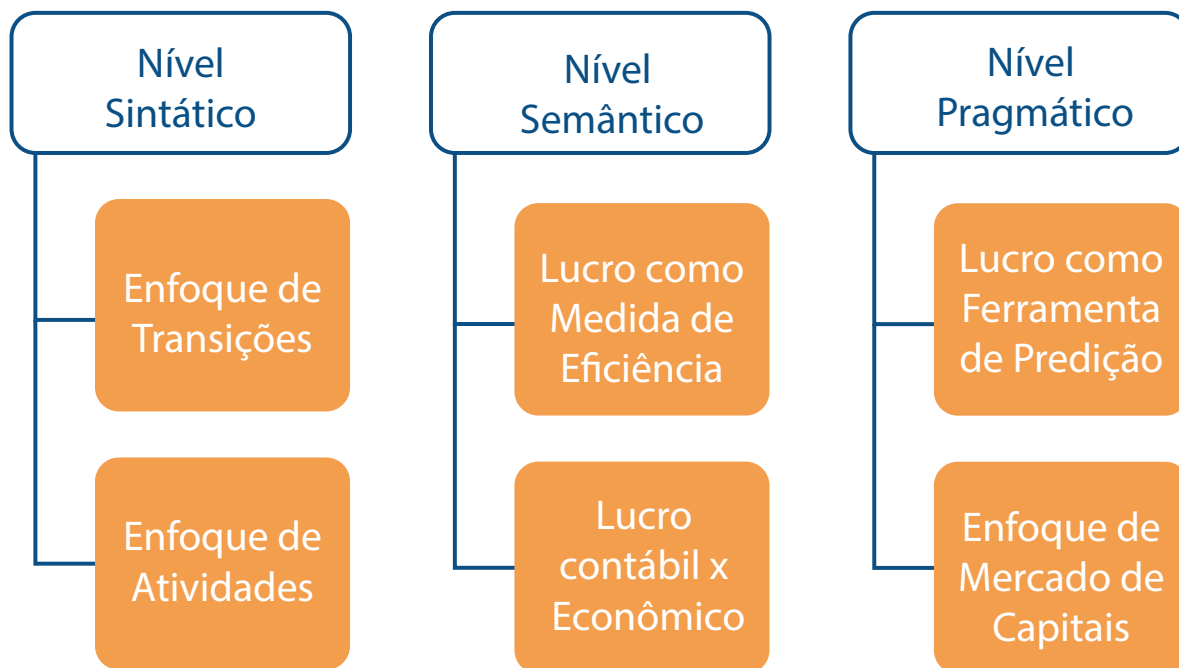 Nível
Sintático
Enfoque de
Transições
Enfoque de
Atividades
Nível
Semântico
Lucro como
Medida de
Eficiência
Lucro
contábil x
Econômico
Nível
Pragmático
Lucro como
Ferramenta
de Predição
Enfoque de
Mercado de
Capitais